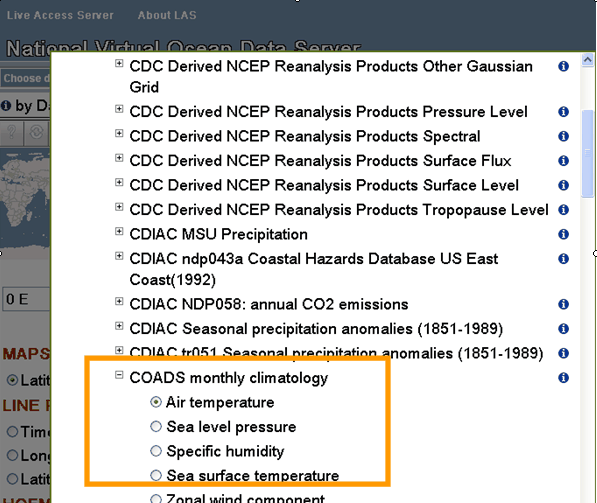 Live Access Server About LAS
National Virtual Ocean Data Server
Choose d
by Da
CDC Derived NCEP Reanalysis Products Other Gaussian
Grid
CDC Derived NCEP Reanalysis Products Pressure Level
CDC Derived NCEP Reanalysis Products Spectral
CDC Derived NCEP Reanalysis Products Surface Flux
CDC Derived NCEP Reanalysis Products Surface Level
CDC Derived NCEP Reanalysis Products Tropopause Level
CDIAC MSU Precipitation
CDIAC ndp043a Coastal Hazards Database US East
Coast(1992)
0 E
CDIAC NDP058: annual CO2 emissions
CDIAC Seasonal precipitation anomalies (1851-1989)
MAPS
CDIAC tr051 Seasonal precipitation anomalies (1851-1989)
Latit
COADS monthly climatology
LINE
Air temperature
Time
Sea level pressure
Long
Specific humidity
Latit
Sea surface temperature
Zonal wind component